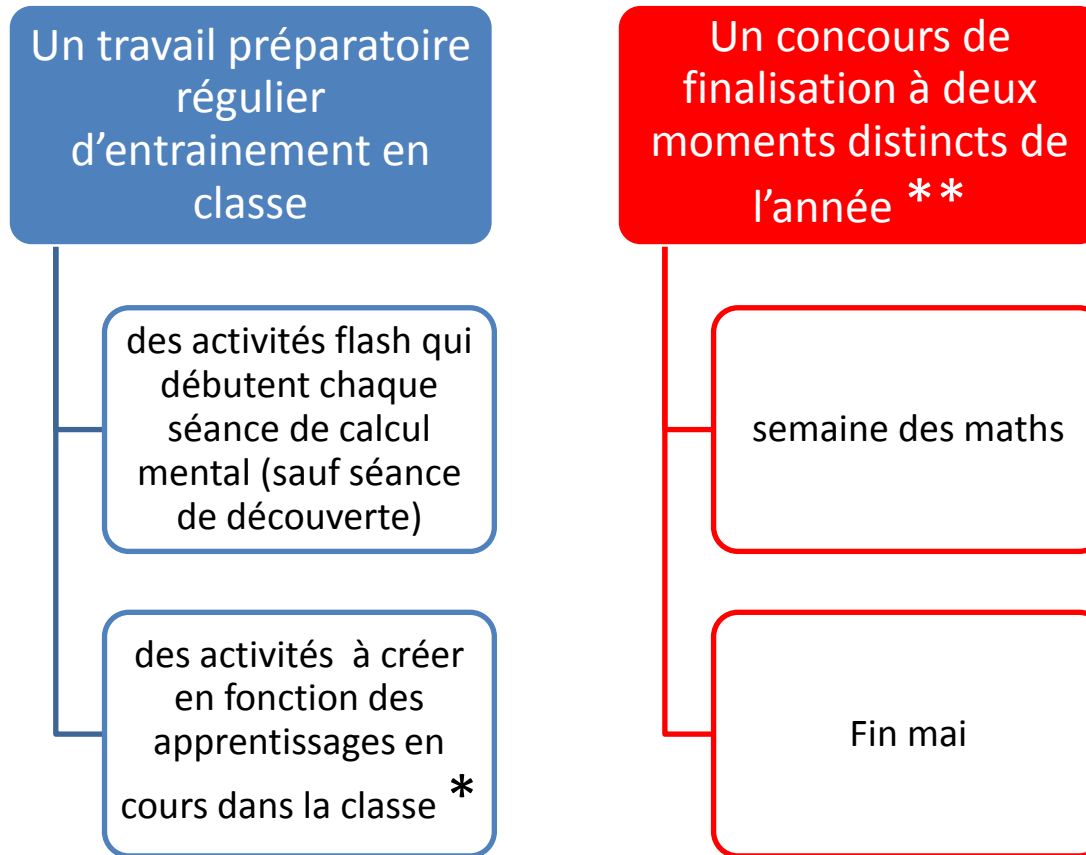 Un travail préparatoire
régulier
d'entrainement en
classe
des activités flash qui
débutent chaque
séance de calcul
mental (sauf séance
de découverte)
des activités à créer
en fonction des
apprentissages en
cours dans la classe *
Un concours de
finalisation à deux
moments distincts de
l'année **
semaine des maths
Fin mai